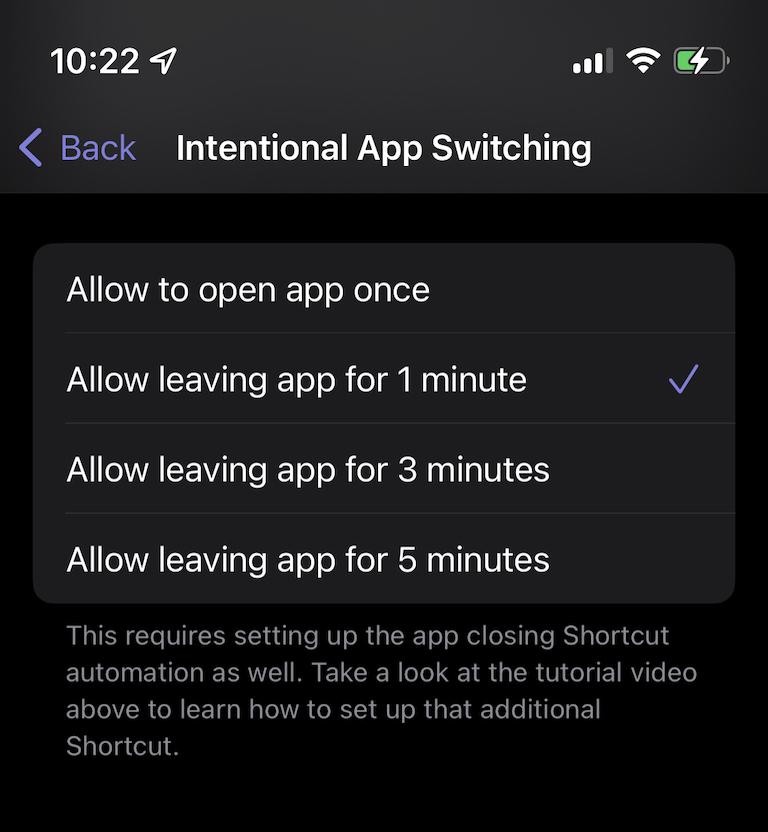 10:22
Back Intentional App Switching
Allow to open app once
Allow leaving app for 1 minute
Allow leaving app for 3 minutes
Allow leaving app for 5 minutes
This requires setting up the app closing Shortcut
automation as well. Take a look at the tutorial video
above to learn how to set up that additional
Shortcut.